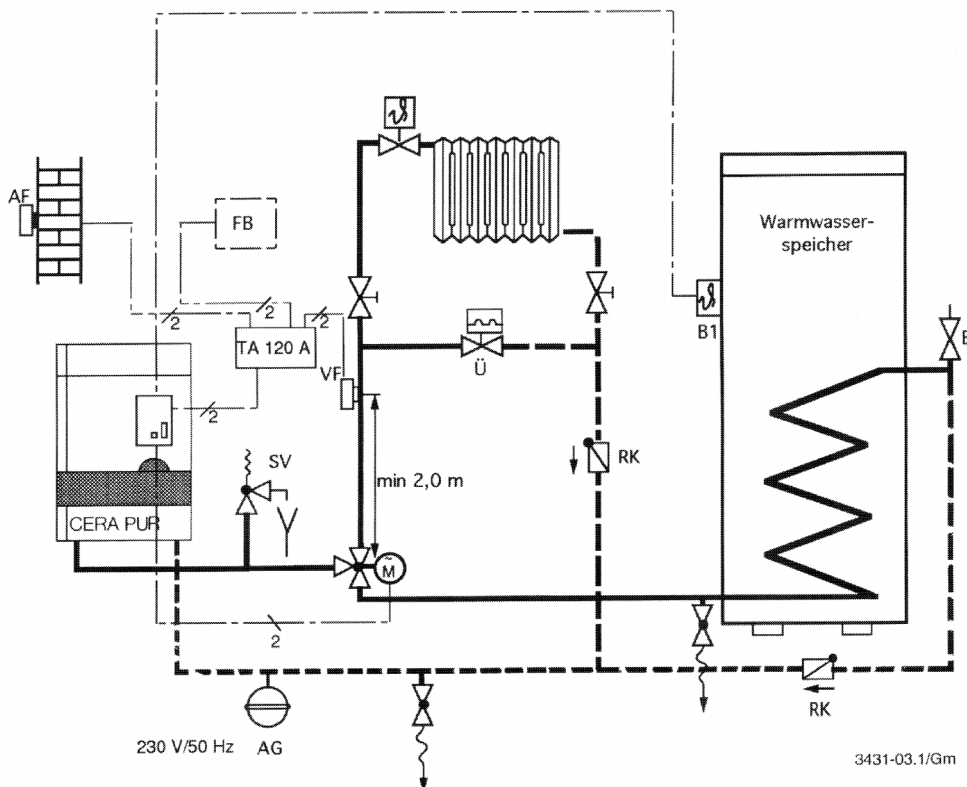 AF
FB
Warmwasser-
speicher
2
2
2
TA 120 A
B1
E
VF
Ü
2
SV
RK
min 2,0 m
CERA PUR
~
M
2
RK
230 V/50 Hz
AG
3431-03.1/Gm